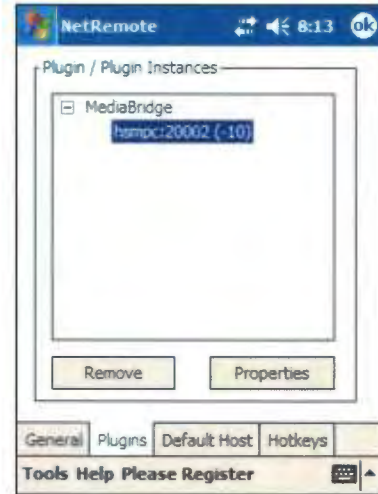 NetRemote 8:13 ok
Plugin / Plugin Instances
MediaBridge
hsmpc:20002 (-10)
Remove Properties
General Plugins Default Host Hotkeys
Tools Help Please Register